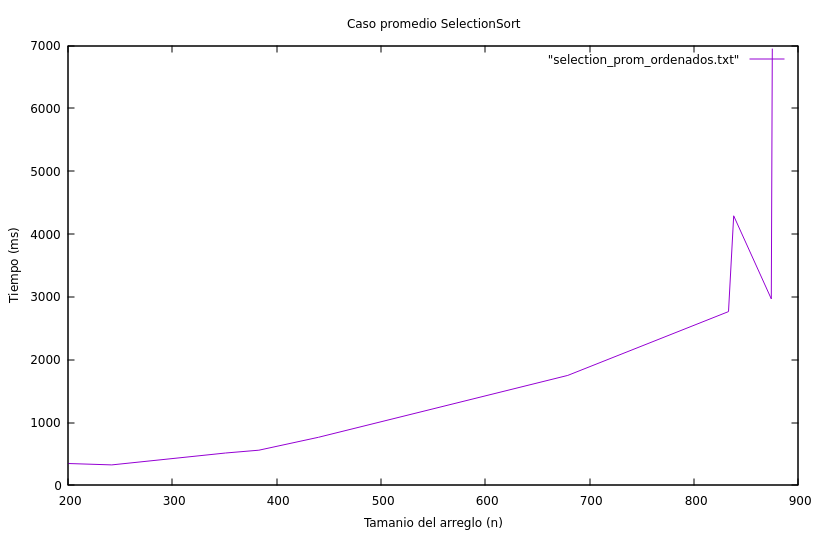 Caso promedio SelectionSort
7000
"selection_prom_ordenados.txt"
6000
5000
4000
Tiempo (ms)
3000
2000
1000
0
200 300 400 500 600 700 800 900
Tamanio del arreglo (n)